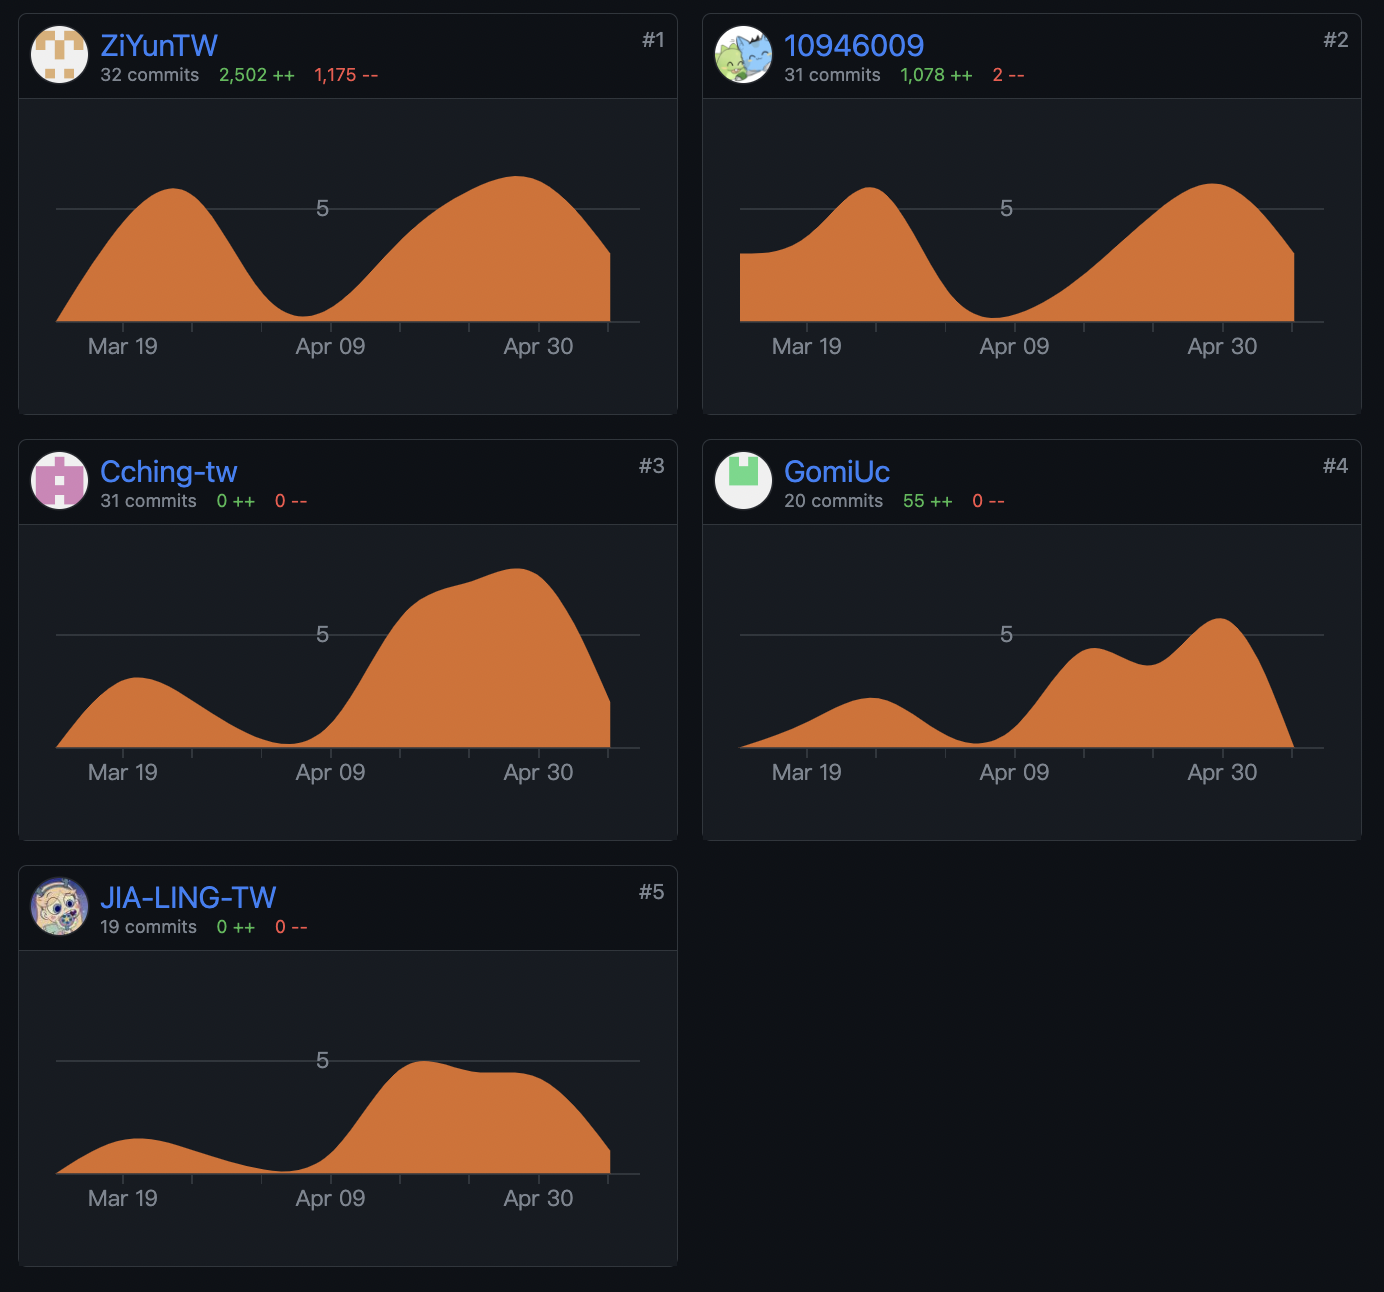 ZiYunTW #1
32 commits 2,502 ++ 1,175 --
5
Mar 19 Apr 09 Apr 30
10946009 #2
31 commits 1,078 ++ 2 --
5
Mar 19 Apr 09 Apr 30
Cching-tw #3
31 commits 0 ++ 0 --
5
Mar 19 Apr 09 Apr 30
GomiUc #4
20 commits 55 ++ 0 --
5
Mar 19 Apr 09 Apr 30
JIA-LING-TW #5
19 commits 0 ++ 0 --
5
Mar 19 Apr 09 Apr 30